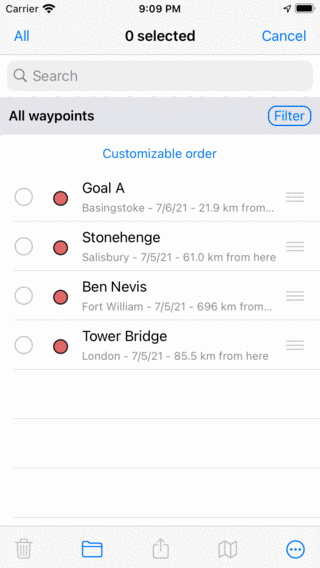 Carrier 9:09 PM
All 0 selected Cancel
Search
All waypoints Filter
Customizable order
Goal A
Basingstoke - 7/6/21 - 21.9 km from...
Stonehenge
Salisbury - 7/5/21 - 61.0 km from here
Ben Nevis
Fort William - 7/5/21 - 696 km from...
Tower Bridge
London - 7/5/21 - 85.5 km from here